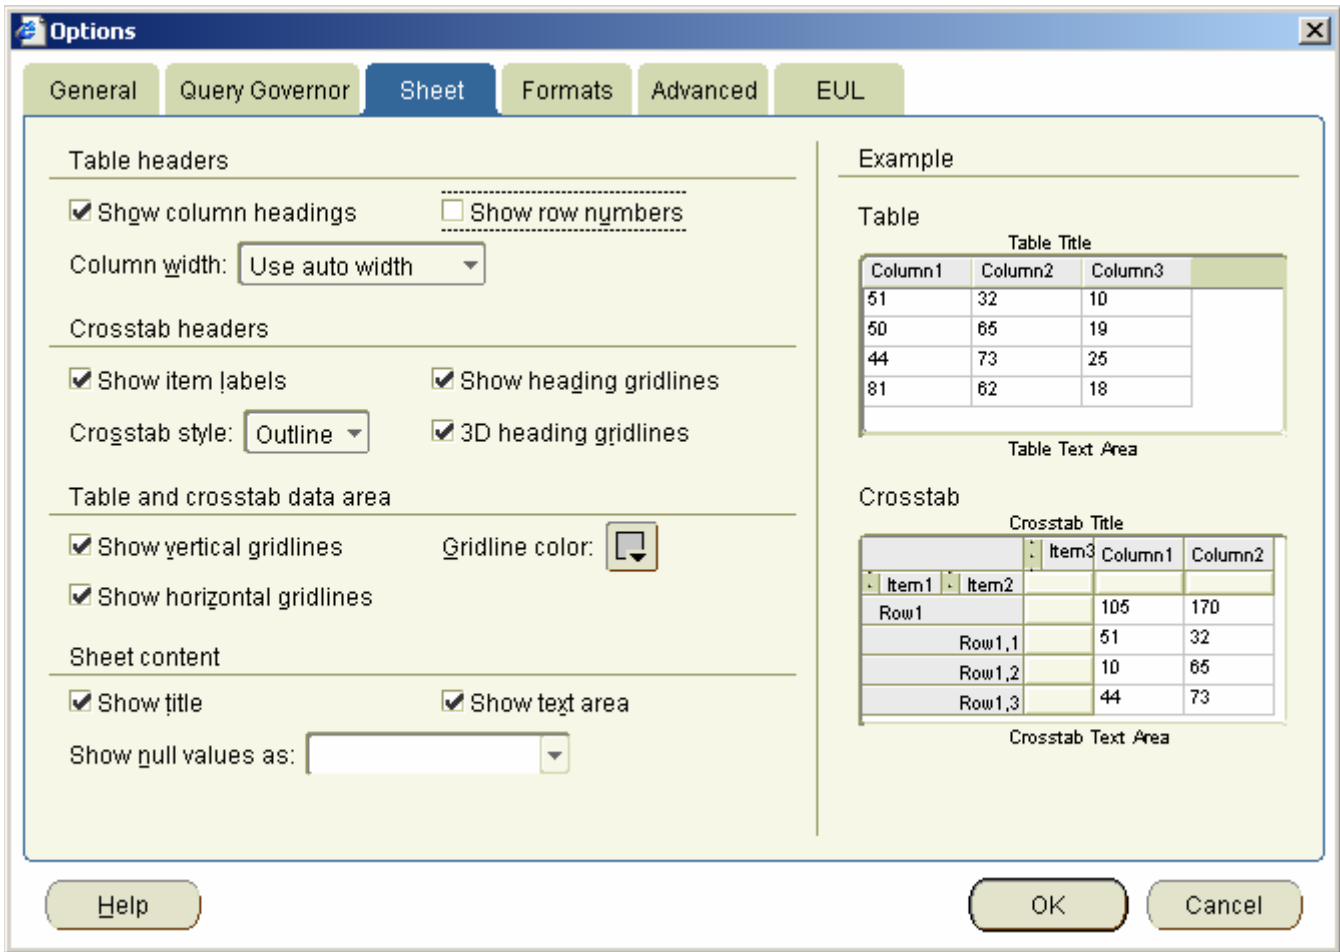 Options
General Query Governor Sheet Formats Advanced EUL
Table headers
Show column headings Show row numbers
Column width: Use auto width
Crosstab headers
Show item labels Show heading gridlines
Crosstab style: Outline 3D heading gridlines
Table and crosstab data area
Show vertical gridlines Gridline color:
Show horizontal gridlines
Sheet content
Show title Show text area
Show null values as:
Example
Table
Table Title
Column1 Column2 Column3
51 32 10
50 65 19
44 73 25
81 62 18
Table Text Area
Crosstab
Crosstab Title
Item3 Column1 Column2
Item1 Item2
Row1 105 170
Row1,1 51 32
Row1,2 10 65
Row1,3 44 73
Crosstab Text Area
Help OK Cancel